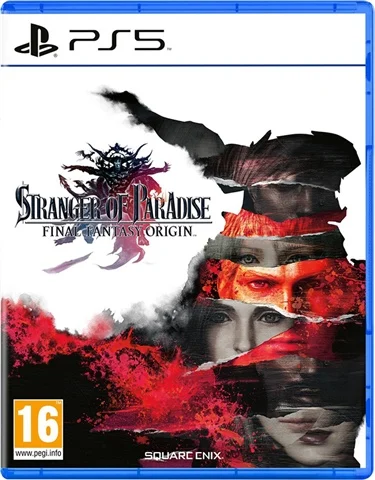 PS5
STRANGER OF PARADISE
FINAL FANTASY ORIGIN
16
www.pegi.info
SQUARE ENIX